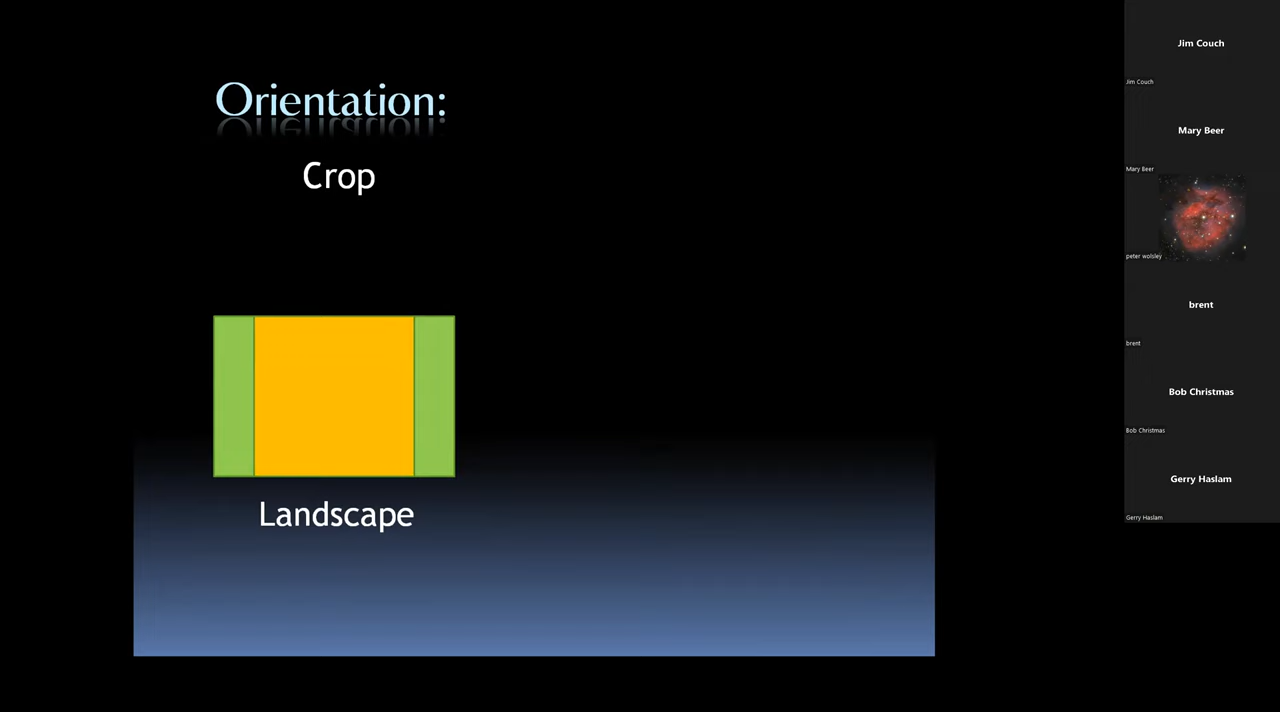 Orientation:
Crop
Landscape
Jim Couch
Jim Couch
Mary Beer
Mary Beer
peter wolsley
brent
brent
Bob Christmas
Bob Christmas
Gerry Haslam
Gerry Haslam